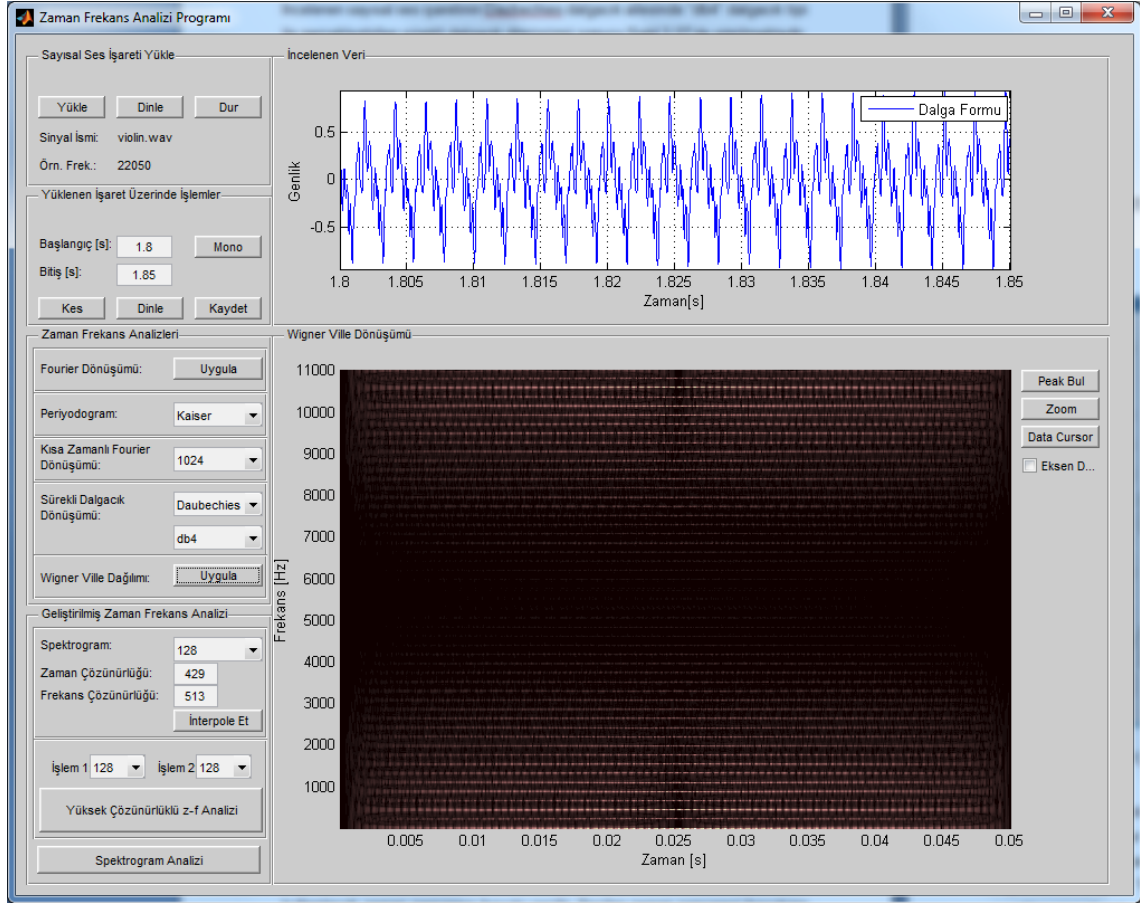 Zaman Frekans Analizi Programı
Sayısal Ses İşareti Yükle
Yükle Dinle Dur
Sinyal İsmi: violin.wav
Örn. Frek.: 22050
Yüklenen İşaret Üzerinde İşlemler
Başlangıç [s]: 1.8 Mono
Bitiş [s]: 1.85
Kes Dinle Kaydet
Zaman Frekans Analizleri
Fourier Dönüşümü: Uygula
Periyodogram: Kaiser
Kısa Zamanlı Fourier
Dönüşümü: 1024
Sürekli Dalgacık
Dönüşümü: Daubechies
db4
Wigner Ville Dağılımı: Uygula
Geliştirilmiş Zaman Frekans Analizi
Spektrogram: 128
Zaman Çözünürlüğü: 429
Frekans Çözünürlüğü: 513
İnterpole Et
İşlem 1 128 İşlem 2 128
Yüksek Çözünürlüklü z-f Analizi
Spektrogram Analizi
İncelenen Veri
Dalga Formu
Genlik
0.5
0
-0.5
1.8 1.805 1.81 1.815 1.82 1.825 1.83 1.835 1.84 1.845 1.85
Zaman[s]
Wigner Ville Dönüşümü
Frekans [Hz]
11000
10000
9000
8000
7000
6000
5000
4000
3000
2000
1000
0.005 0.01 0.015 0.02 0.025 0.03 0.035 0.04 0.045 0.05
Zaman [s]
Peak Bul
Zoom
Data Cursor
Eksen D...